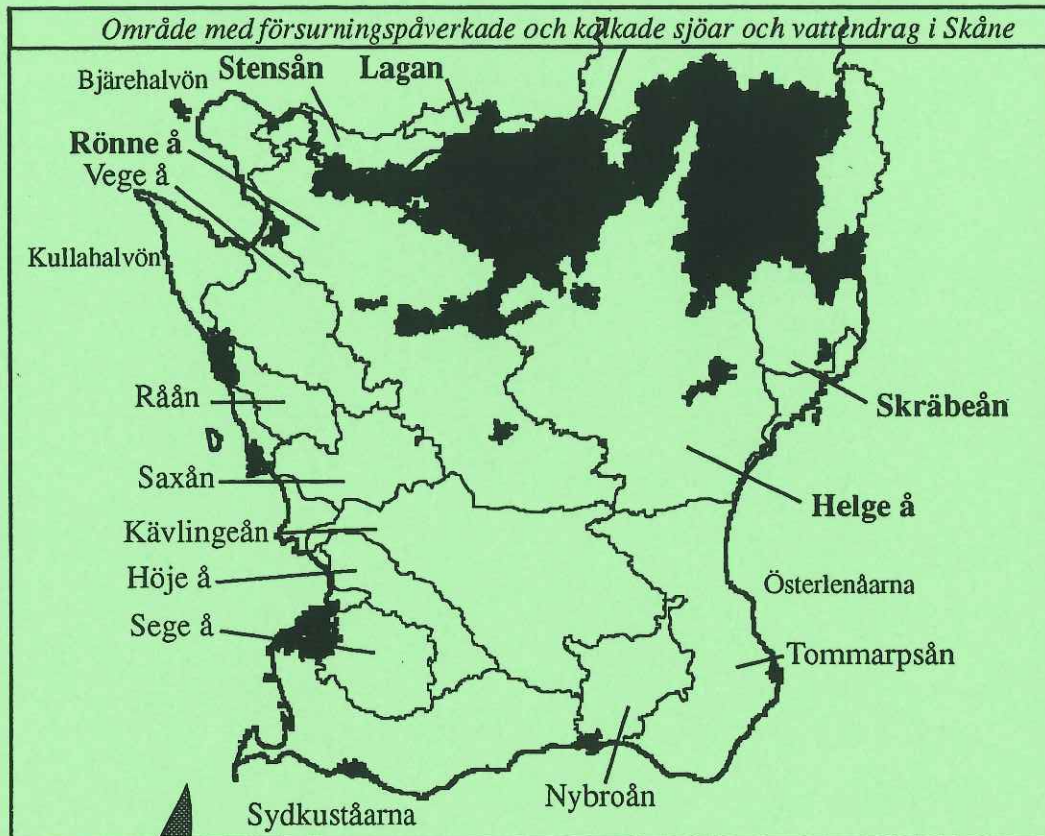 Område med försurningspåverkade och kalkade sjöar och vattendrag i Skåne
Bjärehalvön
Stensån
Lagan
Rönne å
Vege å
Kullahalvön
Råån
Skräbeån
Saxån
Helge å
Kävlingeån
Höje å
Österlenåarna
Sege å
Tommarpsån
Nybroån
Sydkuståarna